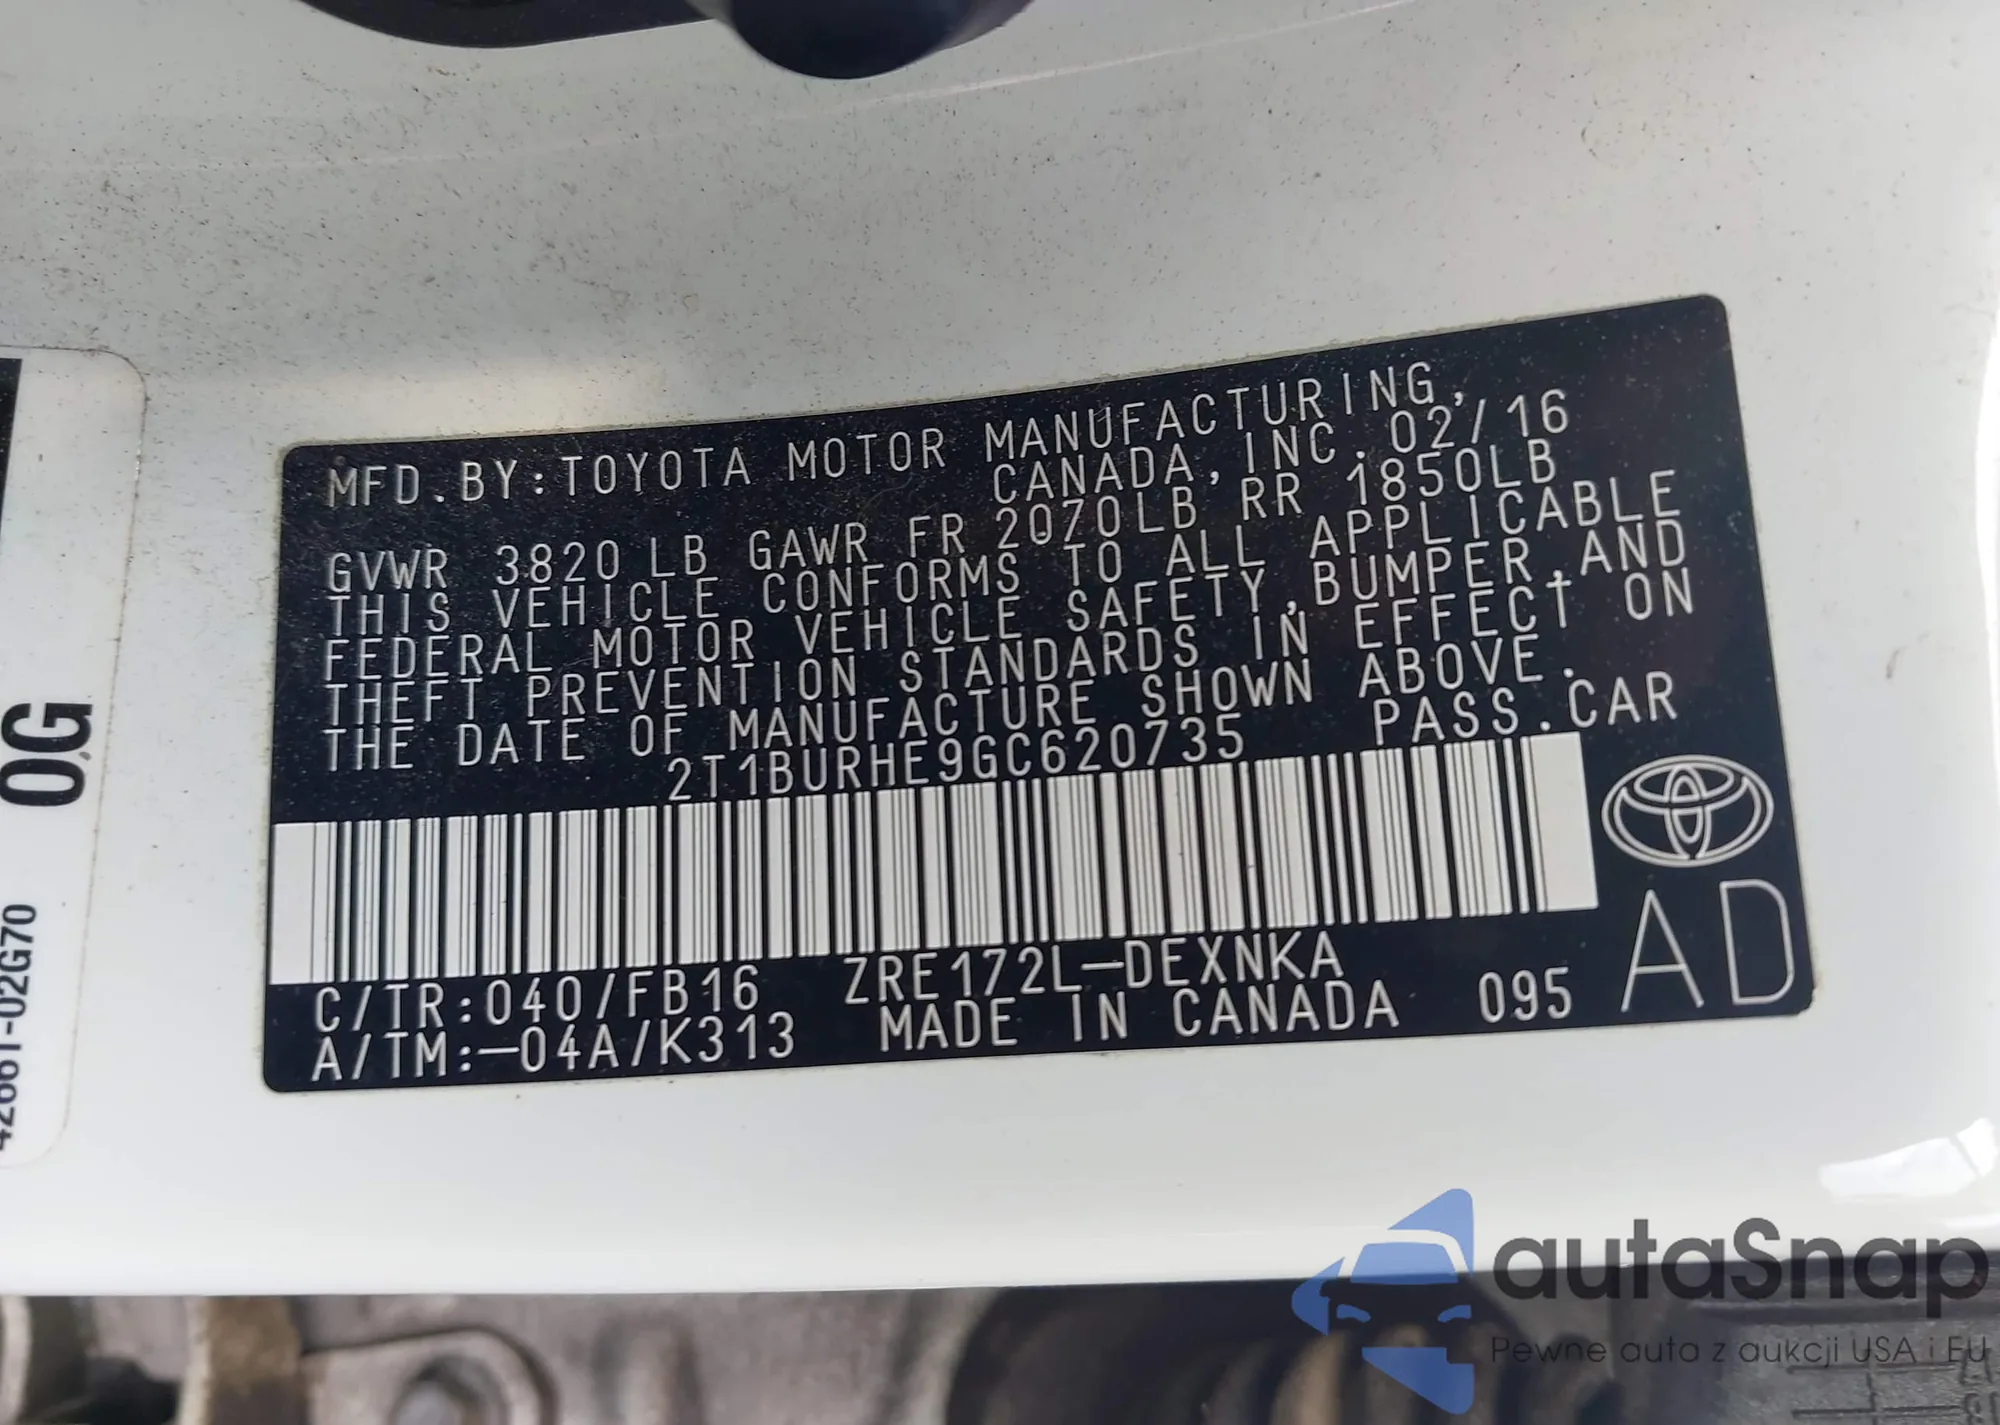 MFD.BY:TOYOTA MOTOR MANUFACTURING,
CANADA, INC. 02/16
GVWR 3820 LB GAWR FR 2070LB RR 1850LB
THIS VEHICLE CONFORMS TO ALL APPLICABLE
FEDERAL MOTOR VEHICLE SAFETY, BUMPER, AND
THEFT PREVENTION STANDARDS IN EFFECT ON
THE DATE OF MANUFACTURE SHOWN ABOVE.
2T1BURHE9GC620735 PASS.CAR
C/TR:040/FB16 ZRE172L-DEXNKA
A/TM:-04A/K313 MADE IN CANADA 095 AD
0G
42661-02G70
autaSnap
Pewne auta z aukcji USA i EU